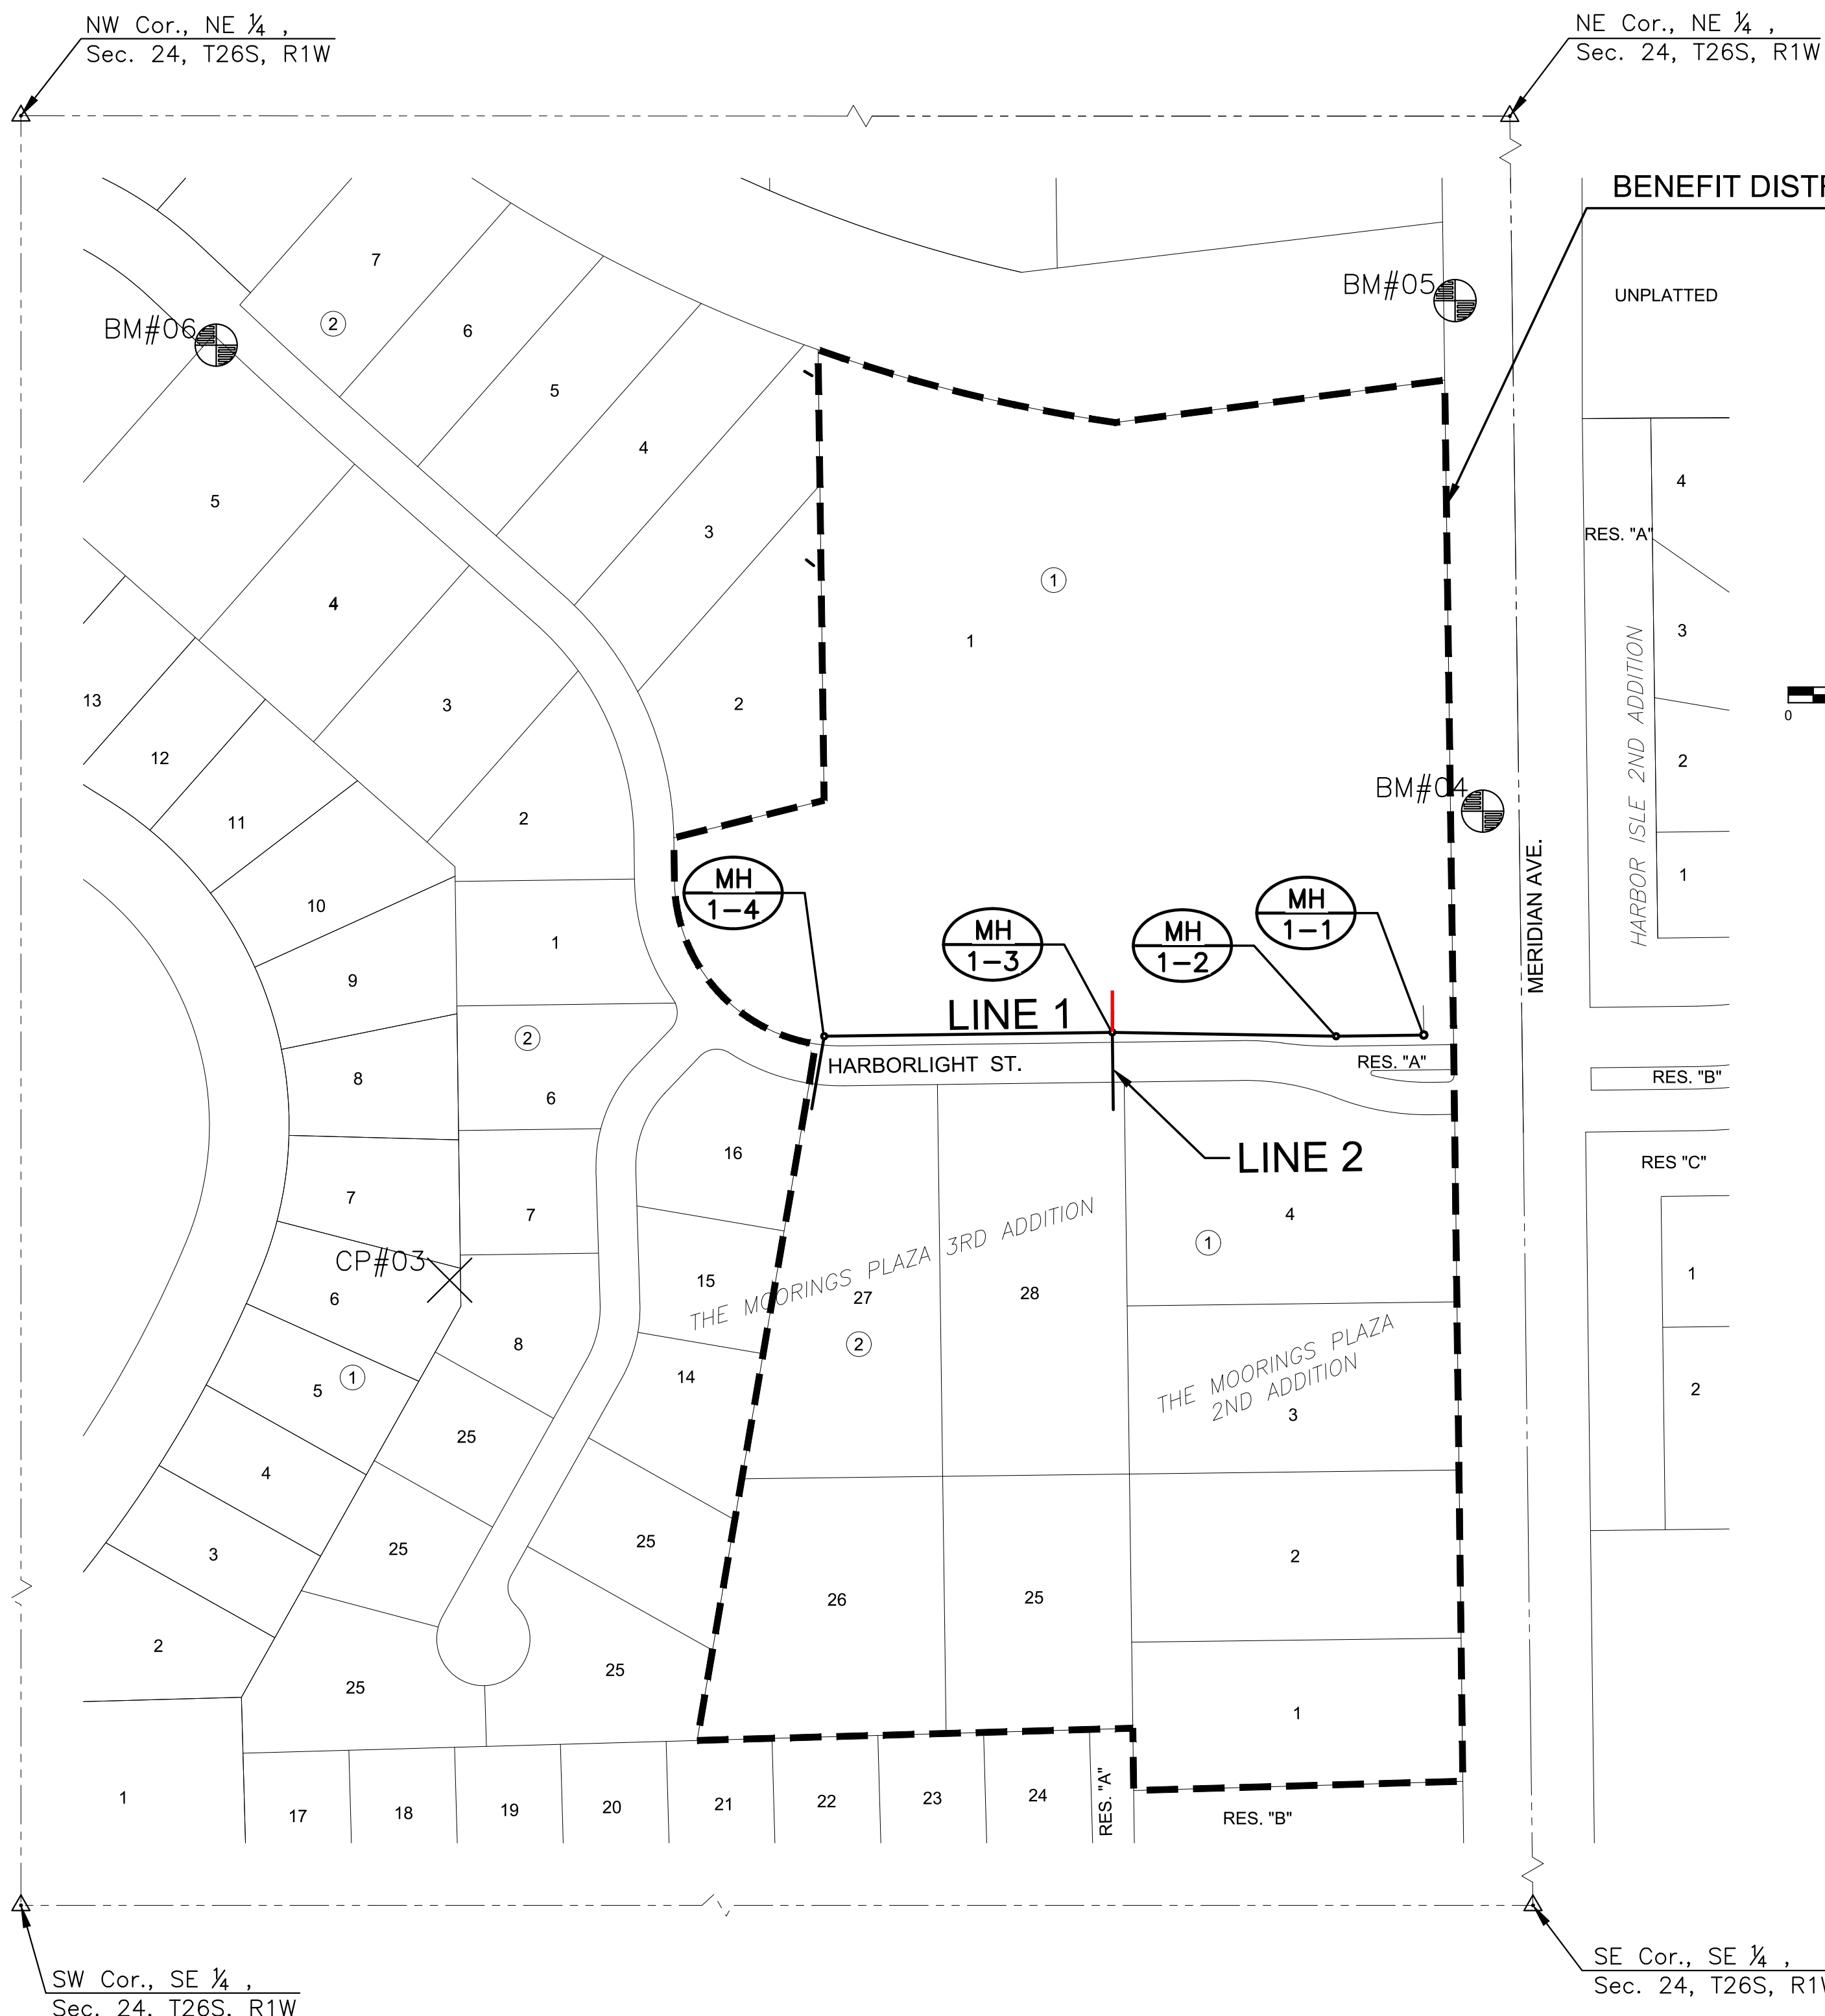 NW Cor., NE ¼ ,
Sec. 24, T26S, R1W
NE Cor., NE ¼ ,
Sec. 24, T26S, R1W
BENEFIT
UNPLATTED
BM#05
BM#06
7
2
6
5
4
3
2
5
4
3
2
1
1
1
4
RES. "A"
3
2
1
HARBOR ISLE 2ND ADDITION
0
BM#04
MERIDIAN AVE.
13
12
11
10
9
8
7
6
5
1
4
3
2
1
2
6
7
8
25
25
25
MH
1-4
MH
1-3
MH
1-2
MH
1-1
LINE 1
HARBORLIGHT ST.
RES. "A"
RES. "B"
LINE 2
RES "C"
1
2
16
15
14
25
25
THE MOORINGS PLAZA 3RD ADDITION
27
28
2
4
1
THE MOORINGS PLAZA
2ND ADDITION
3
CP#03
26
25
2
1
17
18
19
20
21
22
23
24
RES. "A"
RES. "B"
SW Cor., SE ¼ ,
Sec. 24, T26S, R1W
SE Cor., SE ¼ ,
Sec. 24, T26S, R1W